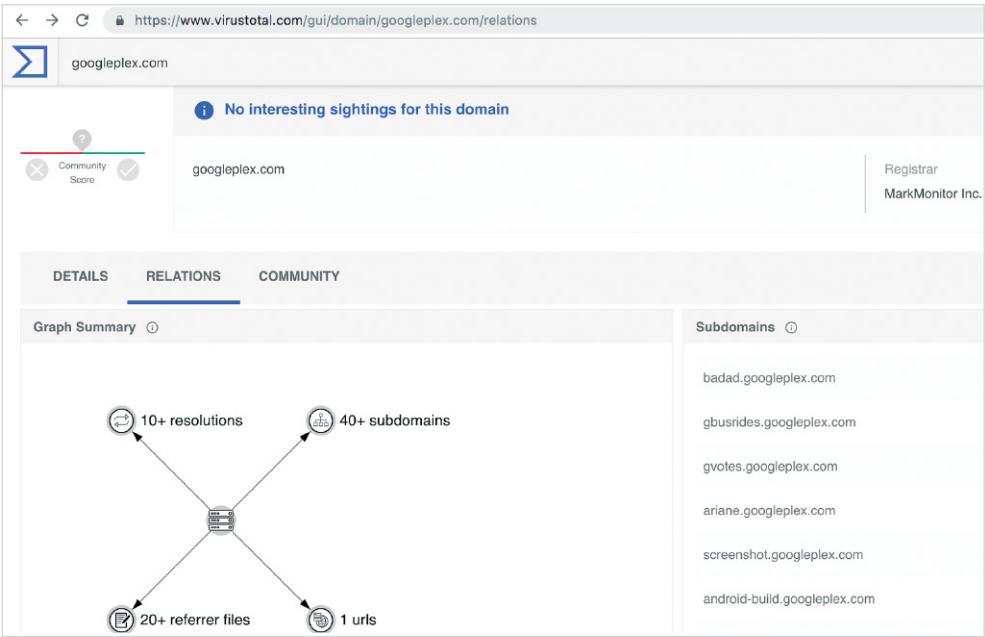 https://www.virustotal.com/gui/domain/googleplex.com/relations
googleplex.com
No interesting sightings for this domain
?
Community
Score
googleplex.com
Registrar
MarkMonitor Inc.
DETAILS RELATIONS COMMUNITY
Graph Summary
10+ resolutions
40+ subdomains
20+ referrer files
1 urls
Subdomains
badad.googleplex.com
gbusrides.googleplex.com
gvotes.googleplex.com
ariane.googleplex.com
screenshot.googleplex.com
android-build.googleplex.com